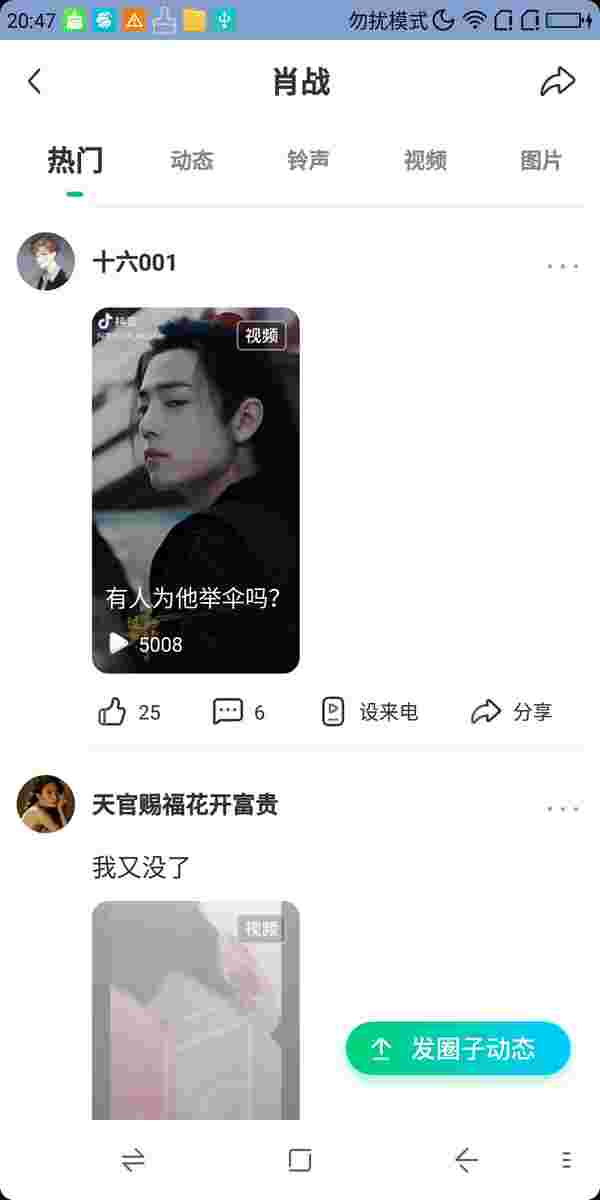 20:47
勿扰模式
肖战
热门
动态
铃声
视频
图片
十六001
抖音
视频
有人为他举伞吗?
5008
25
6
设来电
分享
天官赐福花开富贵
我又没了
视频
发圈子动态